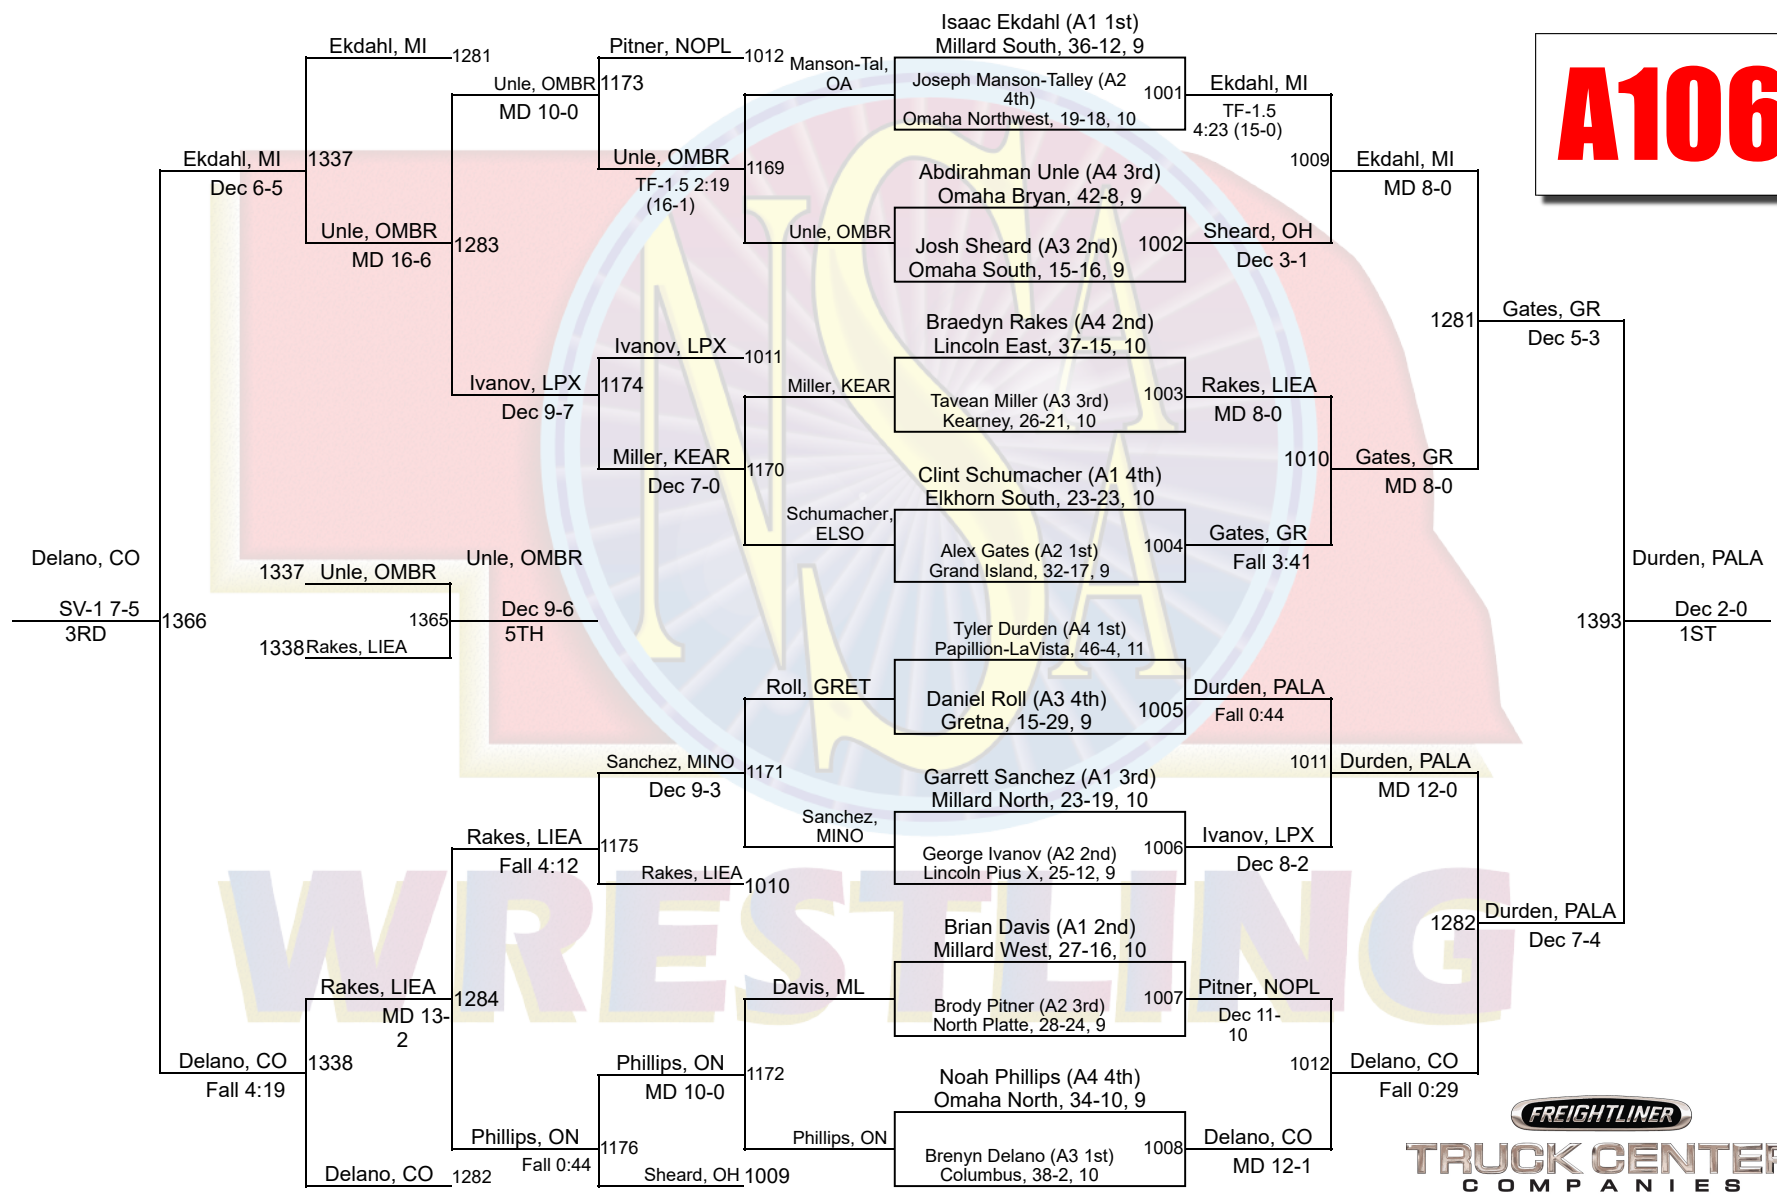 Isaac Ekdahl (A1 1st)
Millard South, 36-12, 9
Joseph Manson-Talley (A2
4th)
Omaha Northwest, 19-18, 10
1001
Abdirahman Unle (A4 3rd)
Omaha Bryan, 42-8, 9
Josh Sheard (A3 2nd)
Omaha South, 15-16, 9
1002
Braedyn Rakes (A4 2nd)
Lincoln East, 37-15, 10
Tavean Miller (A3 3rd)
Kearney, 26-21, 10
1003
Clint Schumacher (A1 4th)
Elkhorn South, 23-23, 10
Alex Gates (A2 1st)
Grand Island, 32-17, 9
1004
Tyler Durden (A4 1st)
Papillion-LaVista, 46-4, 11
Daniel Roll (A3 4th)
Gretna, 15-29, 9
1005
Garrett Sanchez (A1 3rd)
Millard North, 23-19, 10
George Ivanov (A2 2nd)
Lincoln Pius X, 25-12, 9
1006
Brian Davis (A1 2nd)
Millard West, 27-16, 10
Brody Pitner (A2 3rd)
North Platte, 28-24, 9
1007
Noah Phillips (A4 4th)
Omaha North, 34-10, 9
Brenyn Delano (A3 1st)
Columbus, 38-2, 10
1008
Ekdahl, MI
TF-1.5
4:23 (15-0)
Sheard, OH
Dec 3-1
Rakes, LIEA
MD 8-0
Gates, GR
Fall 3:41
Durden, PALA
Fall 0:44
Ivanov, LPX
Dec 8-2
Pitner, NOPL
Dec 11-
10
Delano, CO
MD 12-1
1009
Ekdahl, MI
MD 8-0
1010
Gates, GR
MD 8-0
1011
Durden, PALA
MD 12-0
1012
Delano, CO
Fall 0:29
1281
Gates, GR
Dec 5-3
1282
Durden, PALA
Dec 7-4
1393
Durden, PALA
Dec 2-0
1ST
Manson-Tal,
OA
Unle, OMBR
Miller, KEAR
Schumacher,
ELSO
Roll, GRET
Sanchez,
MINO
Davis, ML
Phillips, ON
Pitner, NOPL
1012
Unle, OMBR
TF-1.5 2:19
(16-1)
1169
Ivanov, LPX
1011
Miller, KEAR
Dec 7-0
1170
Sanchez, MINO
Dec 9-3
1171
Rakes, LIEA
1010
Phillips, ON
MD 10-0
1172
Sheard, OH
1009
Unle, OMBR
MD 10-0
1173
Ivanov, LPX
Dec 9-7
1174
Rakes, LIEA
Fall 4:12
1175
Phillips, ON
Fall 0:44
1176
Ekdahl, MI
1281
Unle, OMBR
MD 16-6
1283
Rakes, LIEA
MD 13-
2
1284
Delano, CO
1282
Ekdahl, MI
Dec 6-5
1337
Delano, CO
Fall 4:19
1338
Delano, CO
SV-1 7-5
3RD
1366
1337
Unle, OMBR
1338
Rakes, LIEA
1365
Unle, OMBR
Dec 9-6
5TH
A106
NSAA
WRESTLING
FREIGHTLINER
TRUCK CENTER
COMPANIES